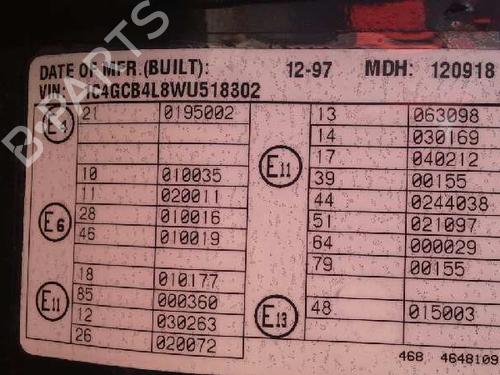 B-PARTS
DATE OF MFR.(BUILT): 12-97 MDH: 120918
VIN: 1C4GCB4L8WU518302
E4 21 0195002
E6 10 010035
11 020011
28 010016
46 010019
E11 18 010177
85 000360
12 030263
26 020072
E11 13 063098
14 030169
17 040212
39 00155
44 0244038
51 021097
64 000029
79 00155
E13 48 015003
468 4648109